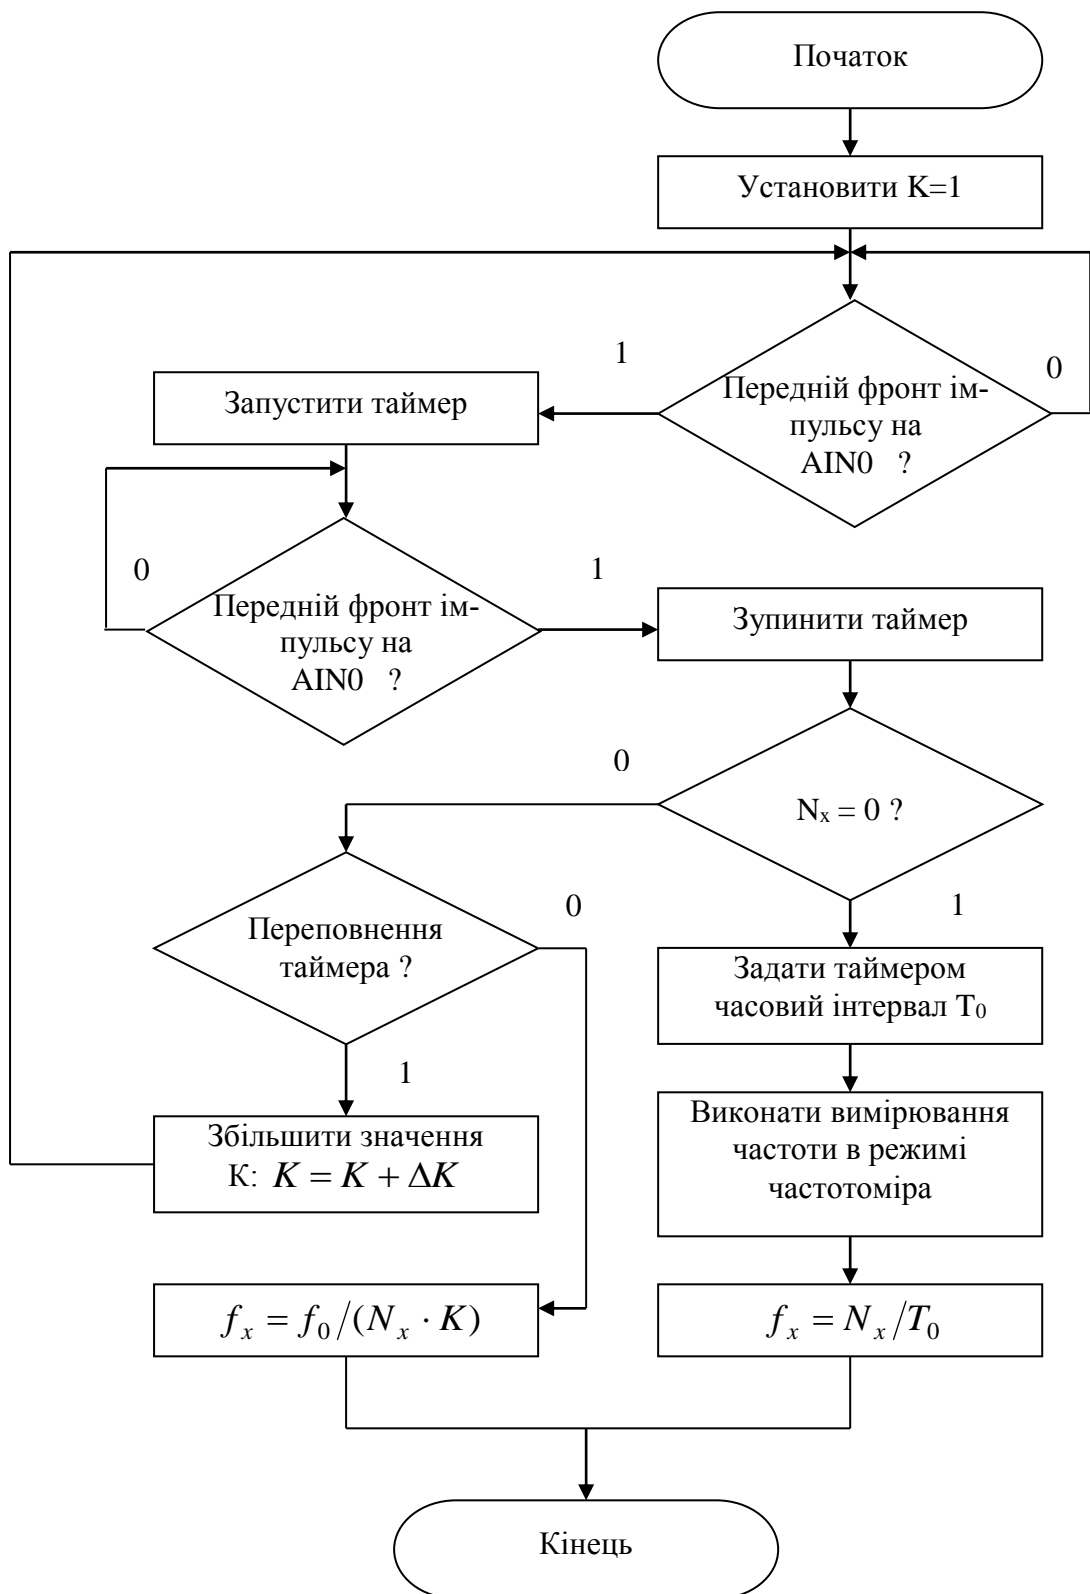 Початок
Установити K=1
1
0
Передній фронт ім-
пульсу на
AIN0 ?
Запустити таймер
0
1
Передній фронт ім-
пульсу на
AIN0 ?
Зупинити таймер
0
Nₓ = 0 ?
1
0
Переповнення
таймера ?
1
Задати таймером
часовий інтервал T₀
Збільшити значення
К: K = K + ΔK
Виконати вимірювання
частоти в режимі
частотоміра
fₓ = f₀/(Nₓ · K)
fₓ = Nₓ/T₀
Кінець